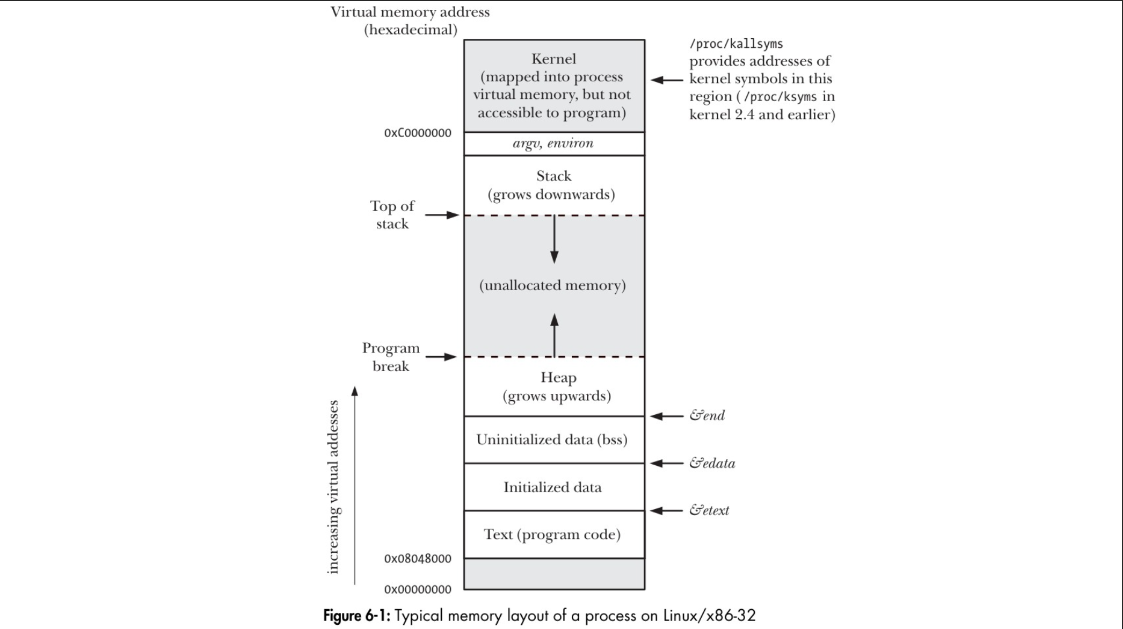 Virtual memory address
(hexadecimal)
Kernel
(mapped into process
virtual memory, but not
accessible to program)
/proc/kallsyms
provides addresses of
kernel symbols in this
region (/proc/ksyms in
kernel 2.4 and earlier)
0xC0000000
argv, environ
Stack
(grows downwards)
Top of
stack
(unallocated memory)
Program
break
Heap
(grows upwards)
&end
Uninitialized data (bss)
&edata
Initialized data
&etext
Text (program code)
increasing virtual addesses
0x08048000
0x00000000
Figure 6-1: Typical memory layout of a process on Linux/x86-32